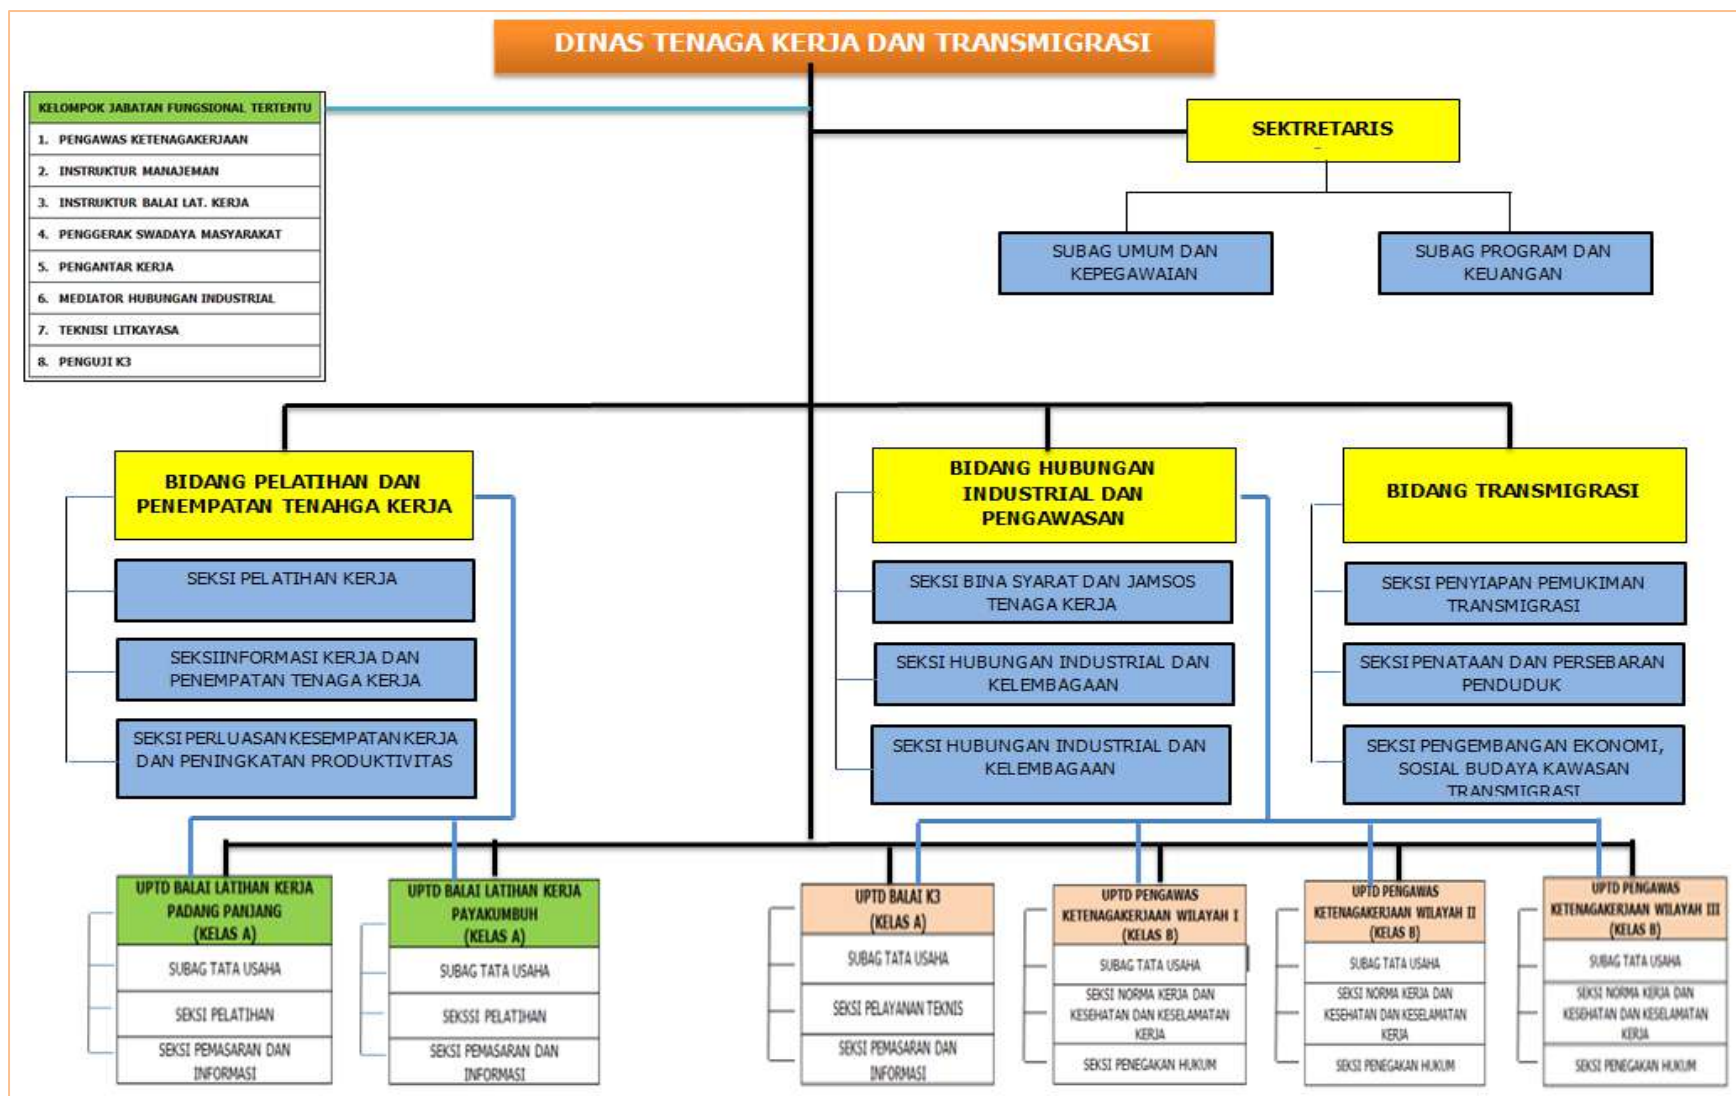 DINAS TENAGA KERJA DAN TRANSMIGRASI
KELOMPOK JABATAN FUNGSIONAL TERTENTU
1. PENGAWAS KETENAGAKERJAAN
2. INSTRUKTUR MANAJEMAN
3. INSTRUKTUR BALAI LAT. KERJA
4. PENGGERAK SWADAYA MASYARAKAT
5. PENGANTAR KERJA
6. MEDIATOR HUBUNGAN INDUSTRIAL
7. TEKNISI LITKAYASA
8. PENGUJI K3
SEKTRETARIS
–
SUBAG UMUM DAN
KEPEGAWAIAN
SUBAG PROGRAM DAN
KEUANGAN
BIDANG PELATIHAN DAN
PENEMPATAN TENAHGA KERJA
SEKSI PELATIHAN KERJA
SEKSIINFORMASI KERJA DAN
PENEMPATAN TENAGA KERJA
SEKSI PERLUASAN KESEMPATAN KERJA
DAN PENINGKATAN PRODUKTIVITAS
BIDANG HUBUNGAN
INDUSTRIAL DAN
PENGAWASAN
SEKSI BINA SYARAT DAN JAMSOS
TENAGA KERJA
SEKSI HUBUNGAN INDUSTRIAL DAN
KELEMBAGAAN
SEKSI HUBUNGAN INDUSTRIAL DAN
KELEMBAGAAN
BIDANG TRANSMIGRASI
SEKSI PENYIAPAN PEMUKIMAN
TRANSMIGRASI
SEKSI PENATAAN DAN PERSEBARAN
PENDUDUK
SEKSI PENGEMBANGAN EKONOMI,
SOSIAL BUDAYA KAWASAN
TRANSMIGRASI
UPTD BALAI LATIHAN KERJA
PADANG PANJANG
(KELAS A)
SUBAG TATA USAHA
SEKSI PELATIHAN
SEKSI PEMASARAN DAN
INFORMASI
UPTD BALAI LATIHAN KERJA
PAYAKUMBUH
(KELAS A)
SUBAG TATA USAHA
SEKSSI PELATIHAN
SEKSI PEMASARAN DAN
INFORMASI
UPTD BALAI K3
(KELAS A)
SUBAG TATA USAHA
SEKSI PELAYANAN TEKNIS
SEKSI PEMASARAN DAN
INFORMASI
UPTD PENGAWAS
KETENAGAKERJAAN WILAYAH I
(KELAS B)
SUBAG TATA USAHA
SEKSI NORMA KERJA DAN
KESEHATAN DAN KESELAMATAN
KERJA
SEKSI PENEGAKAN HUKUM
UPTD PENGAWAS
KETENAGAKERJAAN WILAYAH II
(KELAS B)
SUBAG TATA USAHA
SEKSI NORMA KERJA DAN
KESEHATAN DAN KESELAMATAN
KERJA
SEKSI PENEGAKAN HUKUM
UPTD PENGAWAS
KETENAGAKERJAAN WILAYAH III
(KELAS B)
SUBAG TATA USAHA
SEKSI NORMA KERJA DAN
KESEHATAN DAN KESELAMATAN
KERJA
SEKSI PENEGAKAN HUKUM